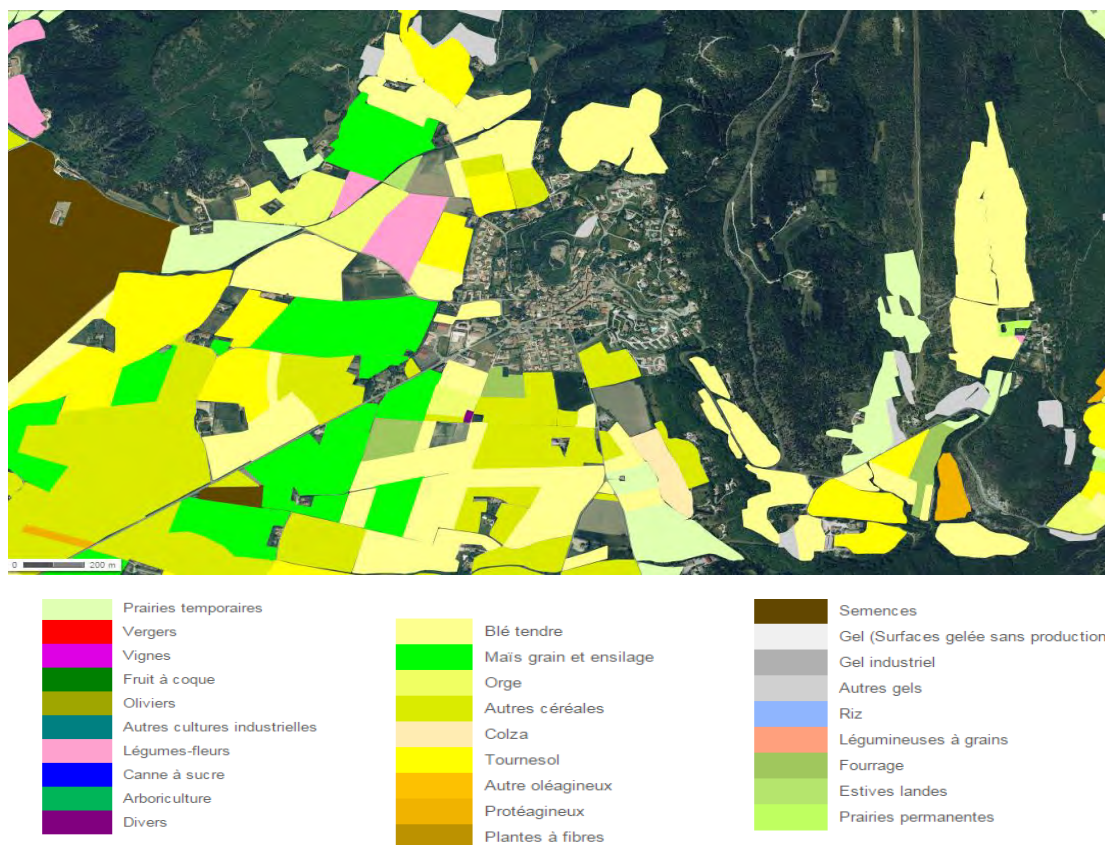 0 200 m
Prairies temporaires
Vergers
Vignes
Fruit à coque
Oliviers
Autres cultures industrielles
Légumes-fleurs
Canne à sucre
Arboriculture
Divers
Blé tendre
Maïs grain et ensilage
Orge
Autres céréales
Colza
Tournesol
Autre oléagineux
Protéagineux
Plantes à fibres
Semences
Gel (Surfaces gelée sans production
Gel industriel
Autres gels
Riz
Légumineuses à grains
Fourrage
Estives landes
Prairies permanentes